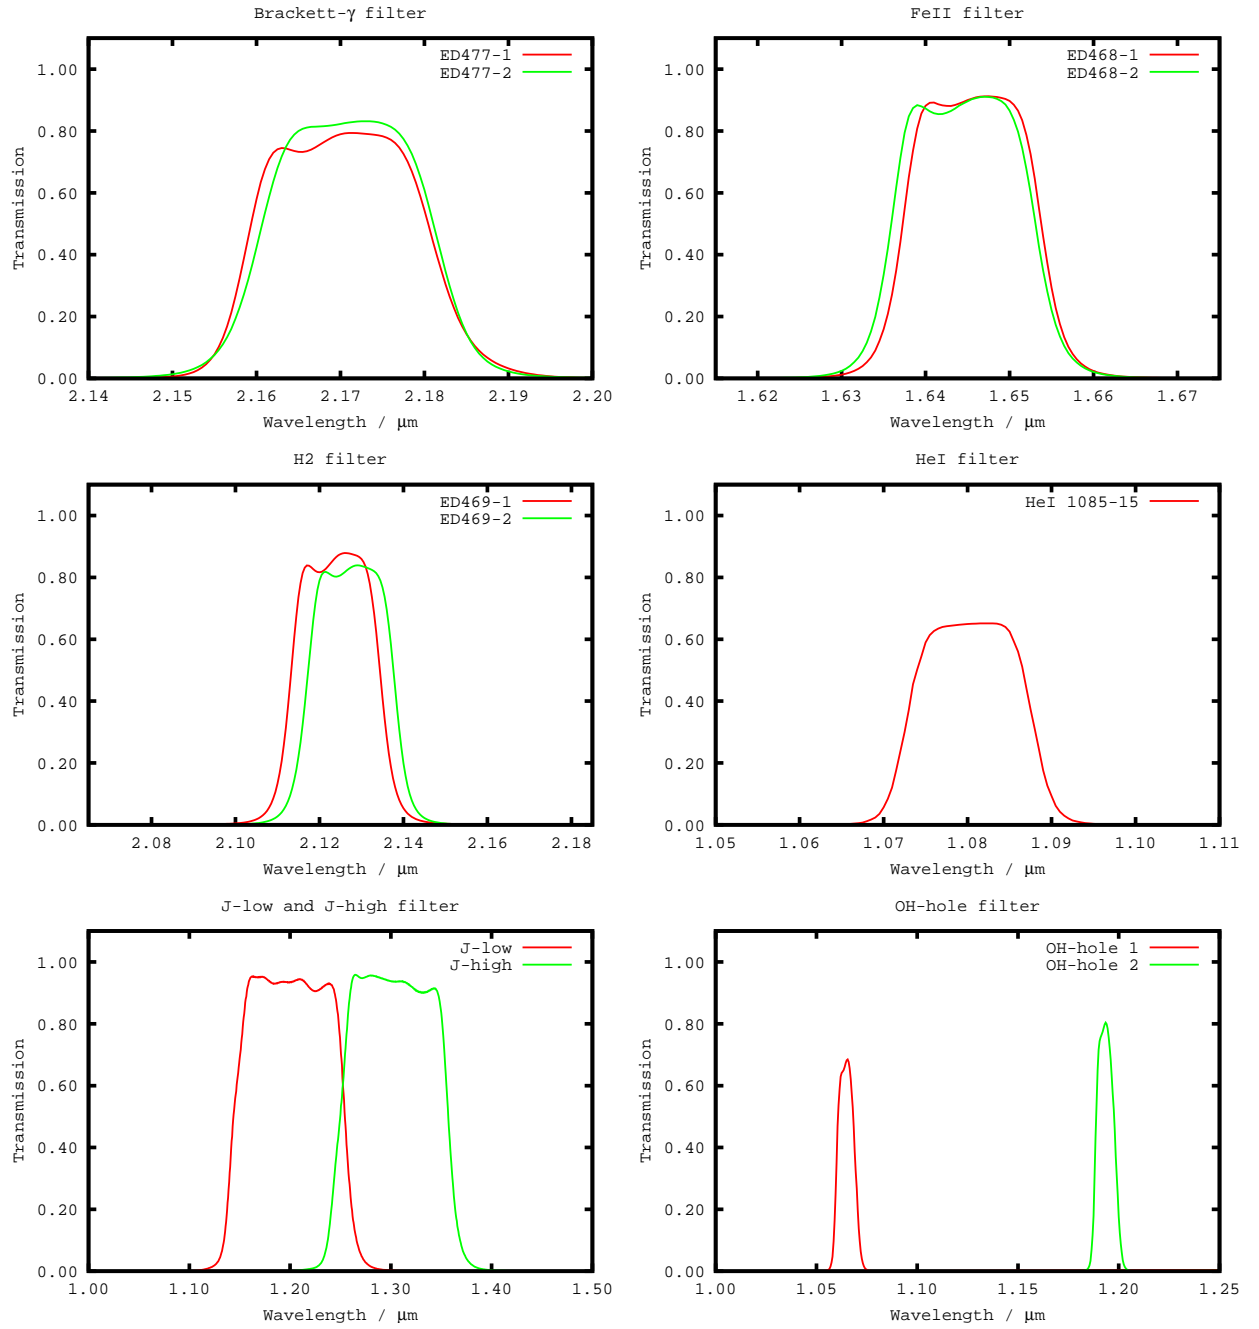 Brackett-γ filter
ED477-1
ED477-2
1.00
0.80
0.60
0.40
0.20
0.00
Transmission
2.14 2.15 2.16 2.17 2.18 2.19 2.20
Wavelength / μm
FeII filter
ED468-1
ED468-2
1.00
0.80
0.60
0.40
0.20
0.00
Transmission
1.62 1.63 1.64 1.65 1.66 1.67
Wavelength / μm
H2 filter
ED469-1
ED469-2
1.00
0.80
0.60
0.40
0.20
0.00
Transmission
2.08 2.10 2.12 2.14 2.16 2.18
Wavelength / μm
HeI filter
HeI 1085-15
1.00
0.80
0.60
0.40
0.20
0.00
Transmission
1.05 1.06 1.07 1.08 1.09 1.10 1.11
Wavelength / μm
J-low and J-high filter
J-low
J-high
1.00
0.80
0.60
0.40
0.20
0.00
Transmission
1.00 1.10 1.20 1.30 1.40 1.50
Wavelength / μm
OH-hole filter
OH-hole 1
OH-hole 2
1.00
0.80
0.60
0.40
0.20
0.00
Transmission
1.00 1.05 1.10 1.15 1.20 1.25
Wavelength / μm